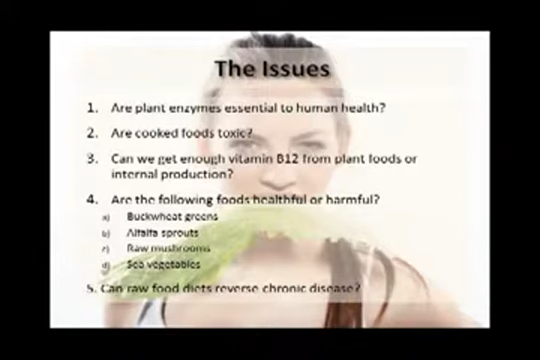 The Issues
1. Are plant enzymes essential to human health?
2. Are cooked foods toxic?
3. Can we get enough vitamin B12 from plant foods or
internal production?
4. Are the following foods healthful or harmful?
a) Buckwheat greens
b) Alfalfa sprouts
c) Raw mushrooms
d) Sea vegetables
5. Can raw food diets reverse chronic disease?